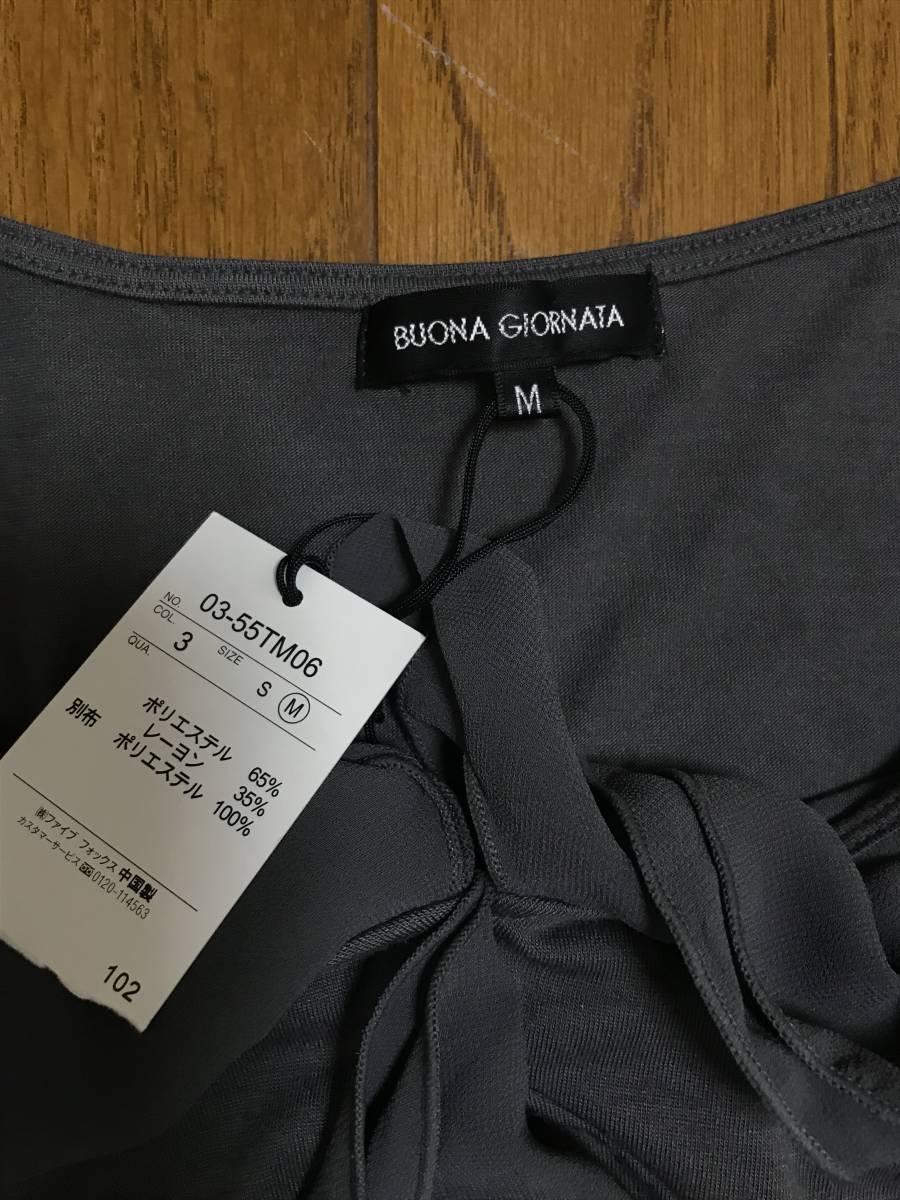 BUONA GIORNATA
M
NO. 03-55TM06
COL. 3 SIZE S M
QUA.
ポリエステル 65%
レーヨン 35%
別布 ポリエステル 100%
㈱ファイブ フォックス 中国製
カスタマーサービス 0120-114563
102